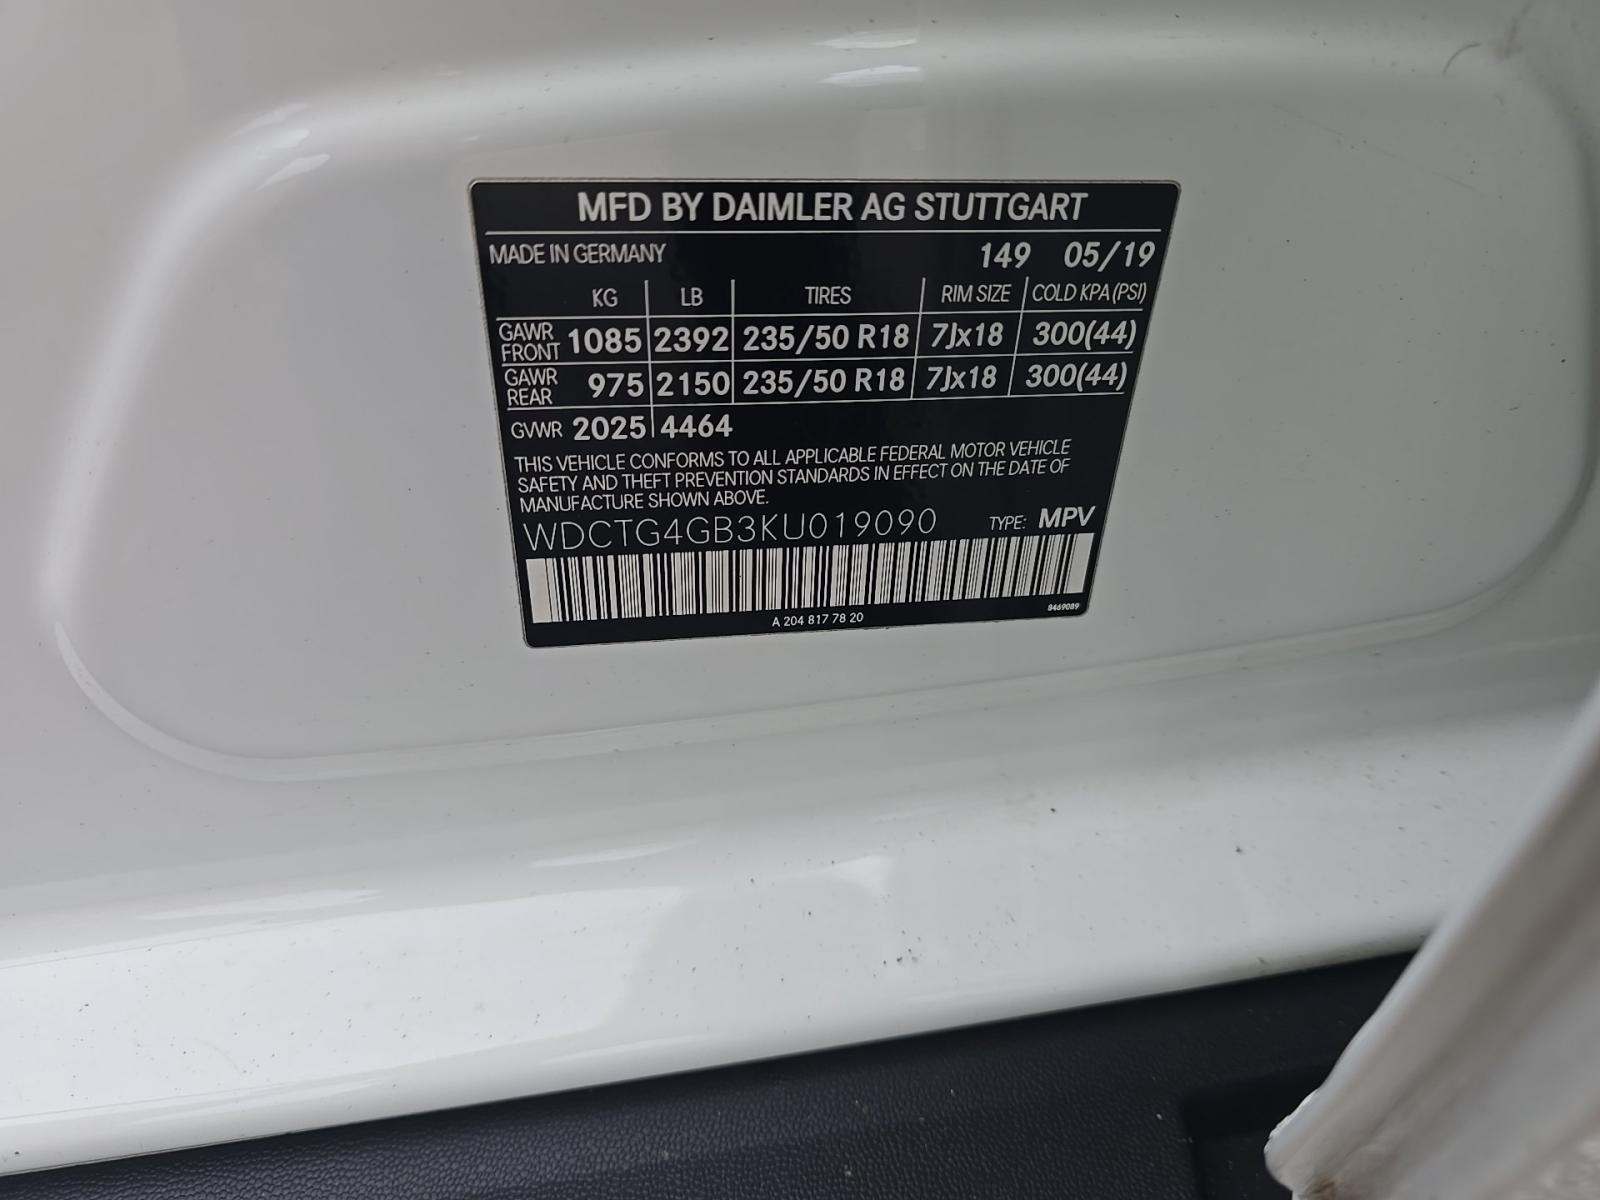 MFD BY DAIMLER AG STUTTGART
MADE IN GERMANY 149 05/19
KG LB TIRES RIM SIZE COLD KPA (PSI)
GAWR FRONT 1085 2392 235/50 R18 7Jx18 300(44)
GAWR REAR 975 2150 235/50 R18 7Jx18 300(44)
GVWR 2025 4464
THIS VEHICLE CONFORMS TO ALL APPLICABLE FEDERAL MOTOR VEHICLE
SAFETY AND THEFT PREVENTION STANDARDS IN EFFECT ON THE DATE OF
MANUFACTURE SHOWN ABOVE.
WDCTG4GB3KU019090 TYPE: MPV
A 204 817 78 20 8469089